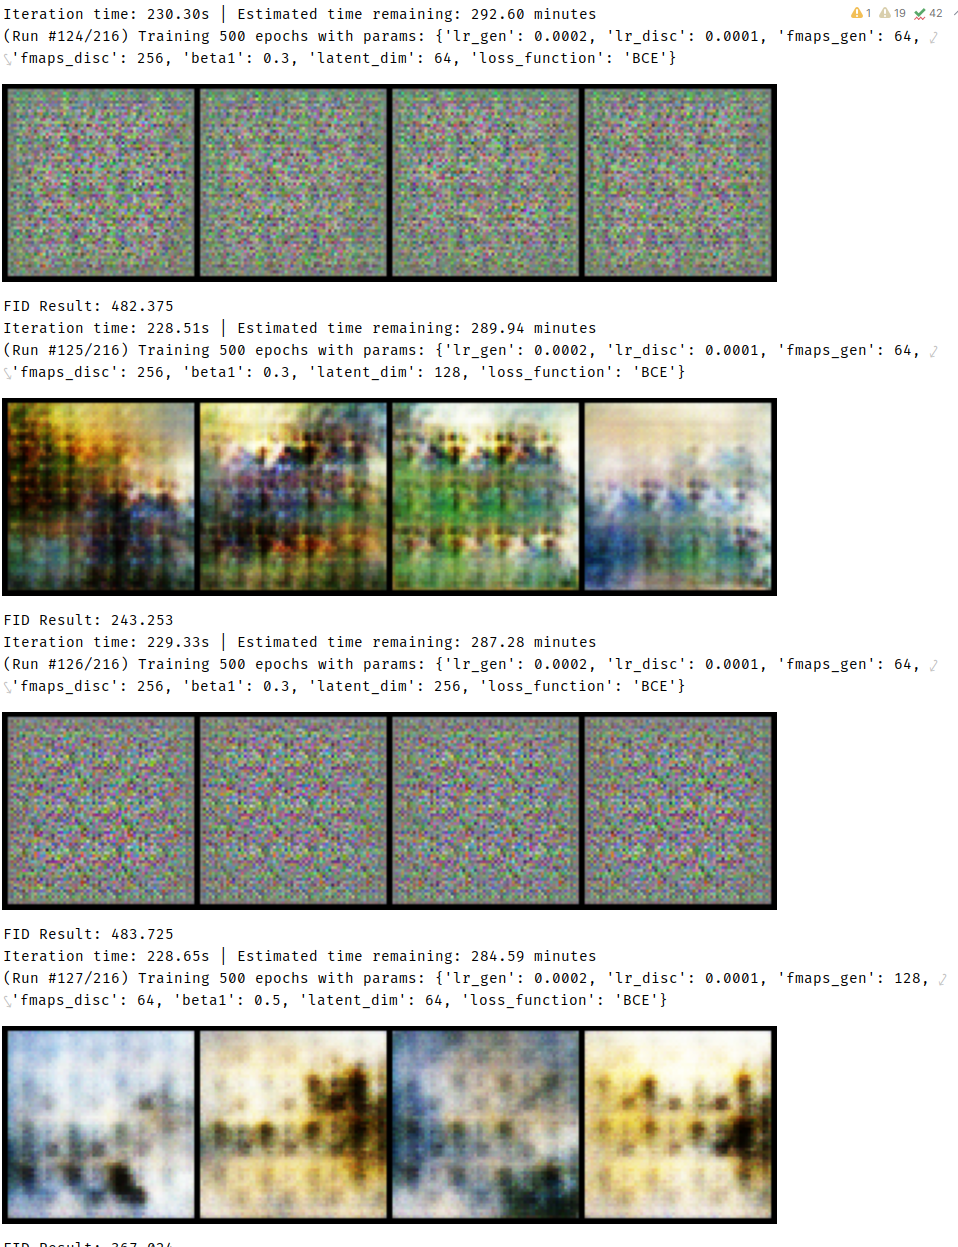 Iteration time: 230.30s | Estimated time remaining: 292.60 minutes
1 19 42
(Run #124/216) Training 500 epochs with params: {'lr_gen': 0.0002, 'lr_disc': 0.0001, 'fmaps_gen': 64,
'fmaps_disc': 256, 'beta1': 0.3, 'latent_dim': 64, 'loss_function': 'BCE'}
FID Result: 482.375
Iteration time: 228.51s | Estimated time remaining: 289.94 minutes
(Run #125/216) Training 500 epochs with params: {'lr_gen': 0.0002, 'lr_disc': 0.0001, 'fmaps_gen': 64,
'fmaps_disc': 256, 'beta1': 0.3, 'latent_dim': 128, 'loss_function': 'BCE'}
FID Result: 243.253
Iteration time: 229.33s | Estimated time remaining: 287.28 minutes
(Run #126/216) Training 500 epochs with params: {'lr_gen': 0.0002, 'lr_disc': 0.0001, 'fmaps_gen': 64,
'fmaps_disc': 256, 'beta1': 0.3, 'latent_dim': 256, 'loss_function': 'BCE'}
FID Result: 483.725
Iteration time: 228.65s | Estimated time remaining: 284.59 minutes
(Run #127/216) Training 500 epochs with params: {'lr_gen': 0.0002, 'lr_disc': 0.0001, 'fmaps_gen': 128,
'fmaps_disc': 64, 'beta1': 0.5, 'latent_dim': 64, 'loss_function': 'BCE'}
FID Result: 367.024